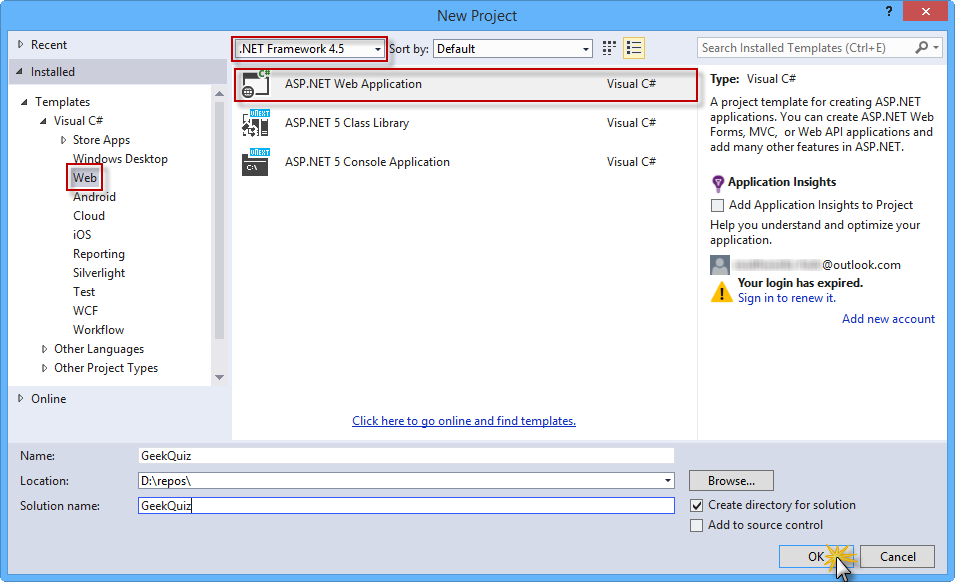 New Project
?
Recent
Installed
Templates
Visual C#
Store Apps
Windows Desktop
Web
Android
Cloud
iOS
Reporting
Silverlight
Test
WCF
Workflow
Other Languages
Other Project Types
Online
.NET Framework 4.5 Sort by: Default
C# ASP.NET Web Application Visual C#
VNEXT ASP.NET 5 Class Library Visual C#
VNEXT C:\ ASP.NET 5 Console Application Visual C#
Click here to go online and find templates.
Search Installed Templates (Ctrl+E)
Type: Visual C#
A project template for creating ASP.NET
applications. You can create ASP.NET Web
Forms, MVC, or Web API applications and
add many other features in ASP.NET.
Application Insights
Add Application Insights to Project
Help you understand and optimize your
application.
@outlook.com
Your login has expired.
Sign in to renew it.
Add new account
Name: GeekQuiz
Location: D:\repos\ Browse...
Solution name: GeekQuiz
Create directory for solution
Add to source control
OK Cancel